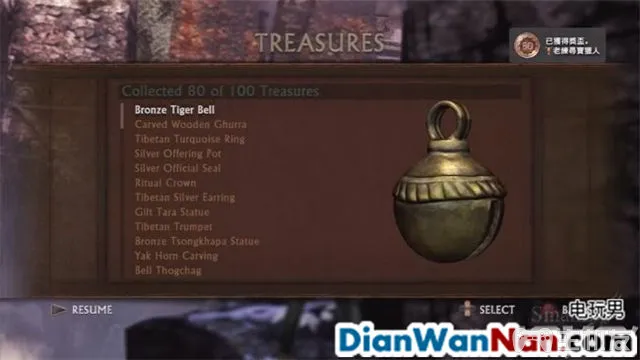 TREASURES
80
已獲得獎盃。
老練尋寶獵人
Collected 80 of 100 Treasures
Bronze Tiger Bell
Carved Wooden Ghurra
Tibetan Turquoise Ring
Silver Offering Pot
Silver Official Seal
Ritual Crown
Tibetan Silver Earring
Gilt Tara Statue
Tibetan Trumpet
Bronze Tsongkhapa Statue
Yak Horn Carving
Bell Thogchag
RESUME
SELECT
电玩男
DianWanNan.com